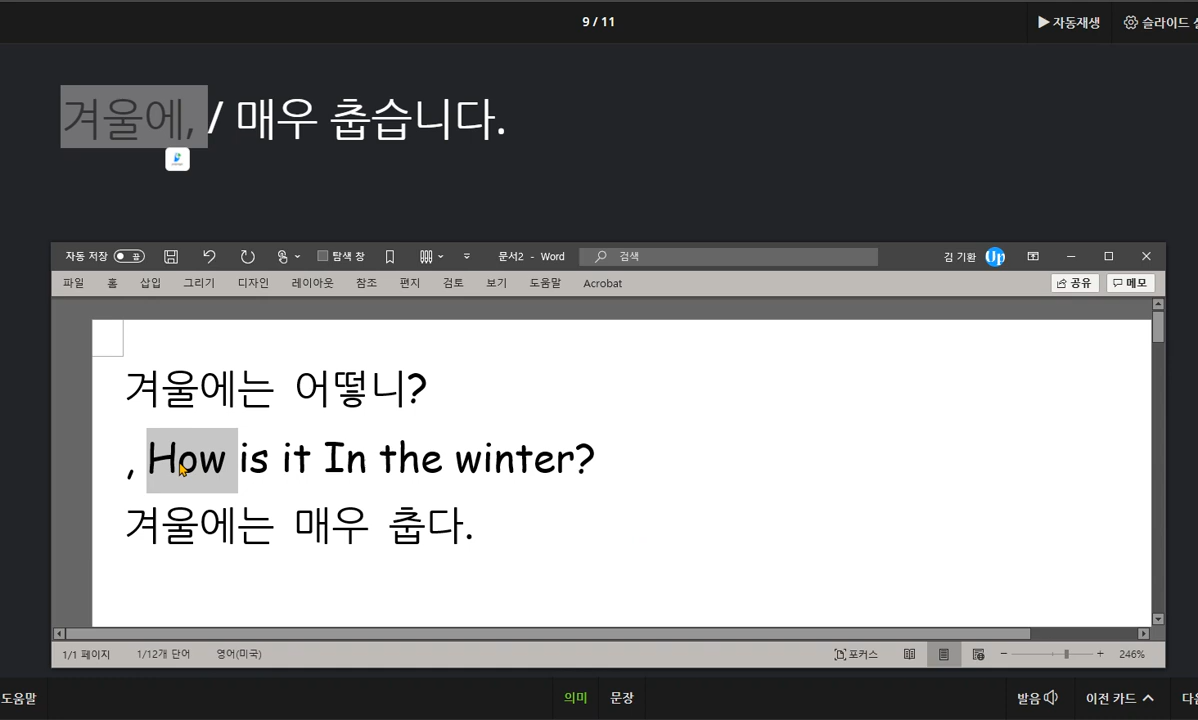 9 / 11
▶ 자동재생
슬라이드
겨울에, / 매우 춥습니다.
자동 저장 끔
탐색 창
문서2 - Word
검색
김 기환
Up
파일 홈 삽입 그리기 디자인 레이아웃 참조 편지 검토 보기 도움말 Acrobat
공유 메모
겨울에는 어떻니?
, How is it In the winter?
겨울에는 매우 춥다.
1/1 페이지 1/12개 단어 영어(미국)
포커스
246%
도움말
의미 문장
발음 이전 카드